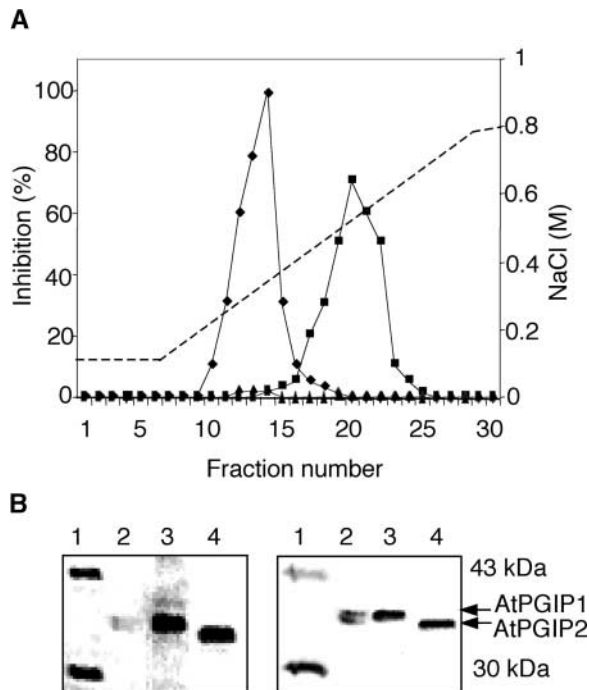 A
100
80
60
40
20
0
Inhibition (%)
1
0.8
0.6
0.4
0.2
0
NaCl (M)
1 5 10 15 20 25 30
Fraction number
B
1 2 3 4 1 2 3 4
43 kDa
AtPGIP1
AtPGIP2
30 kDa